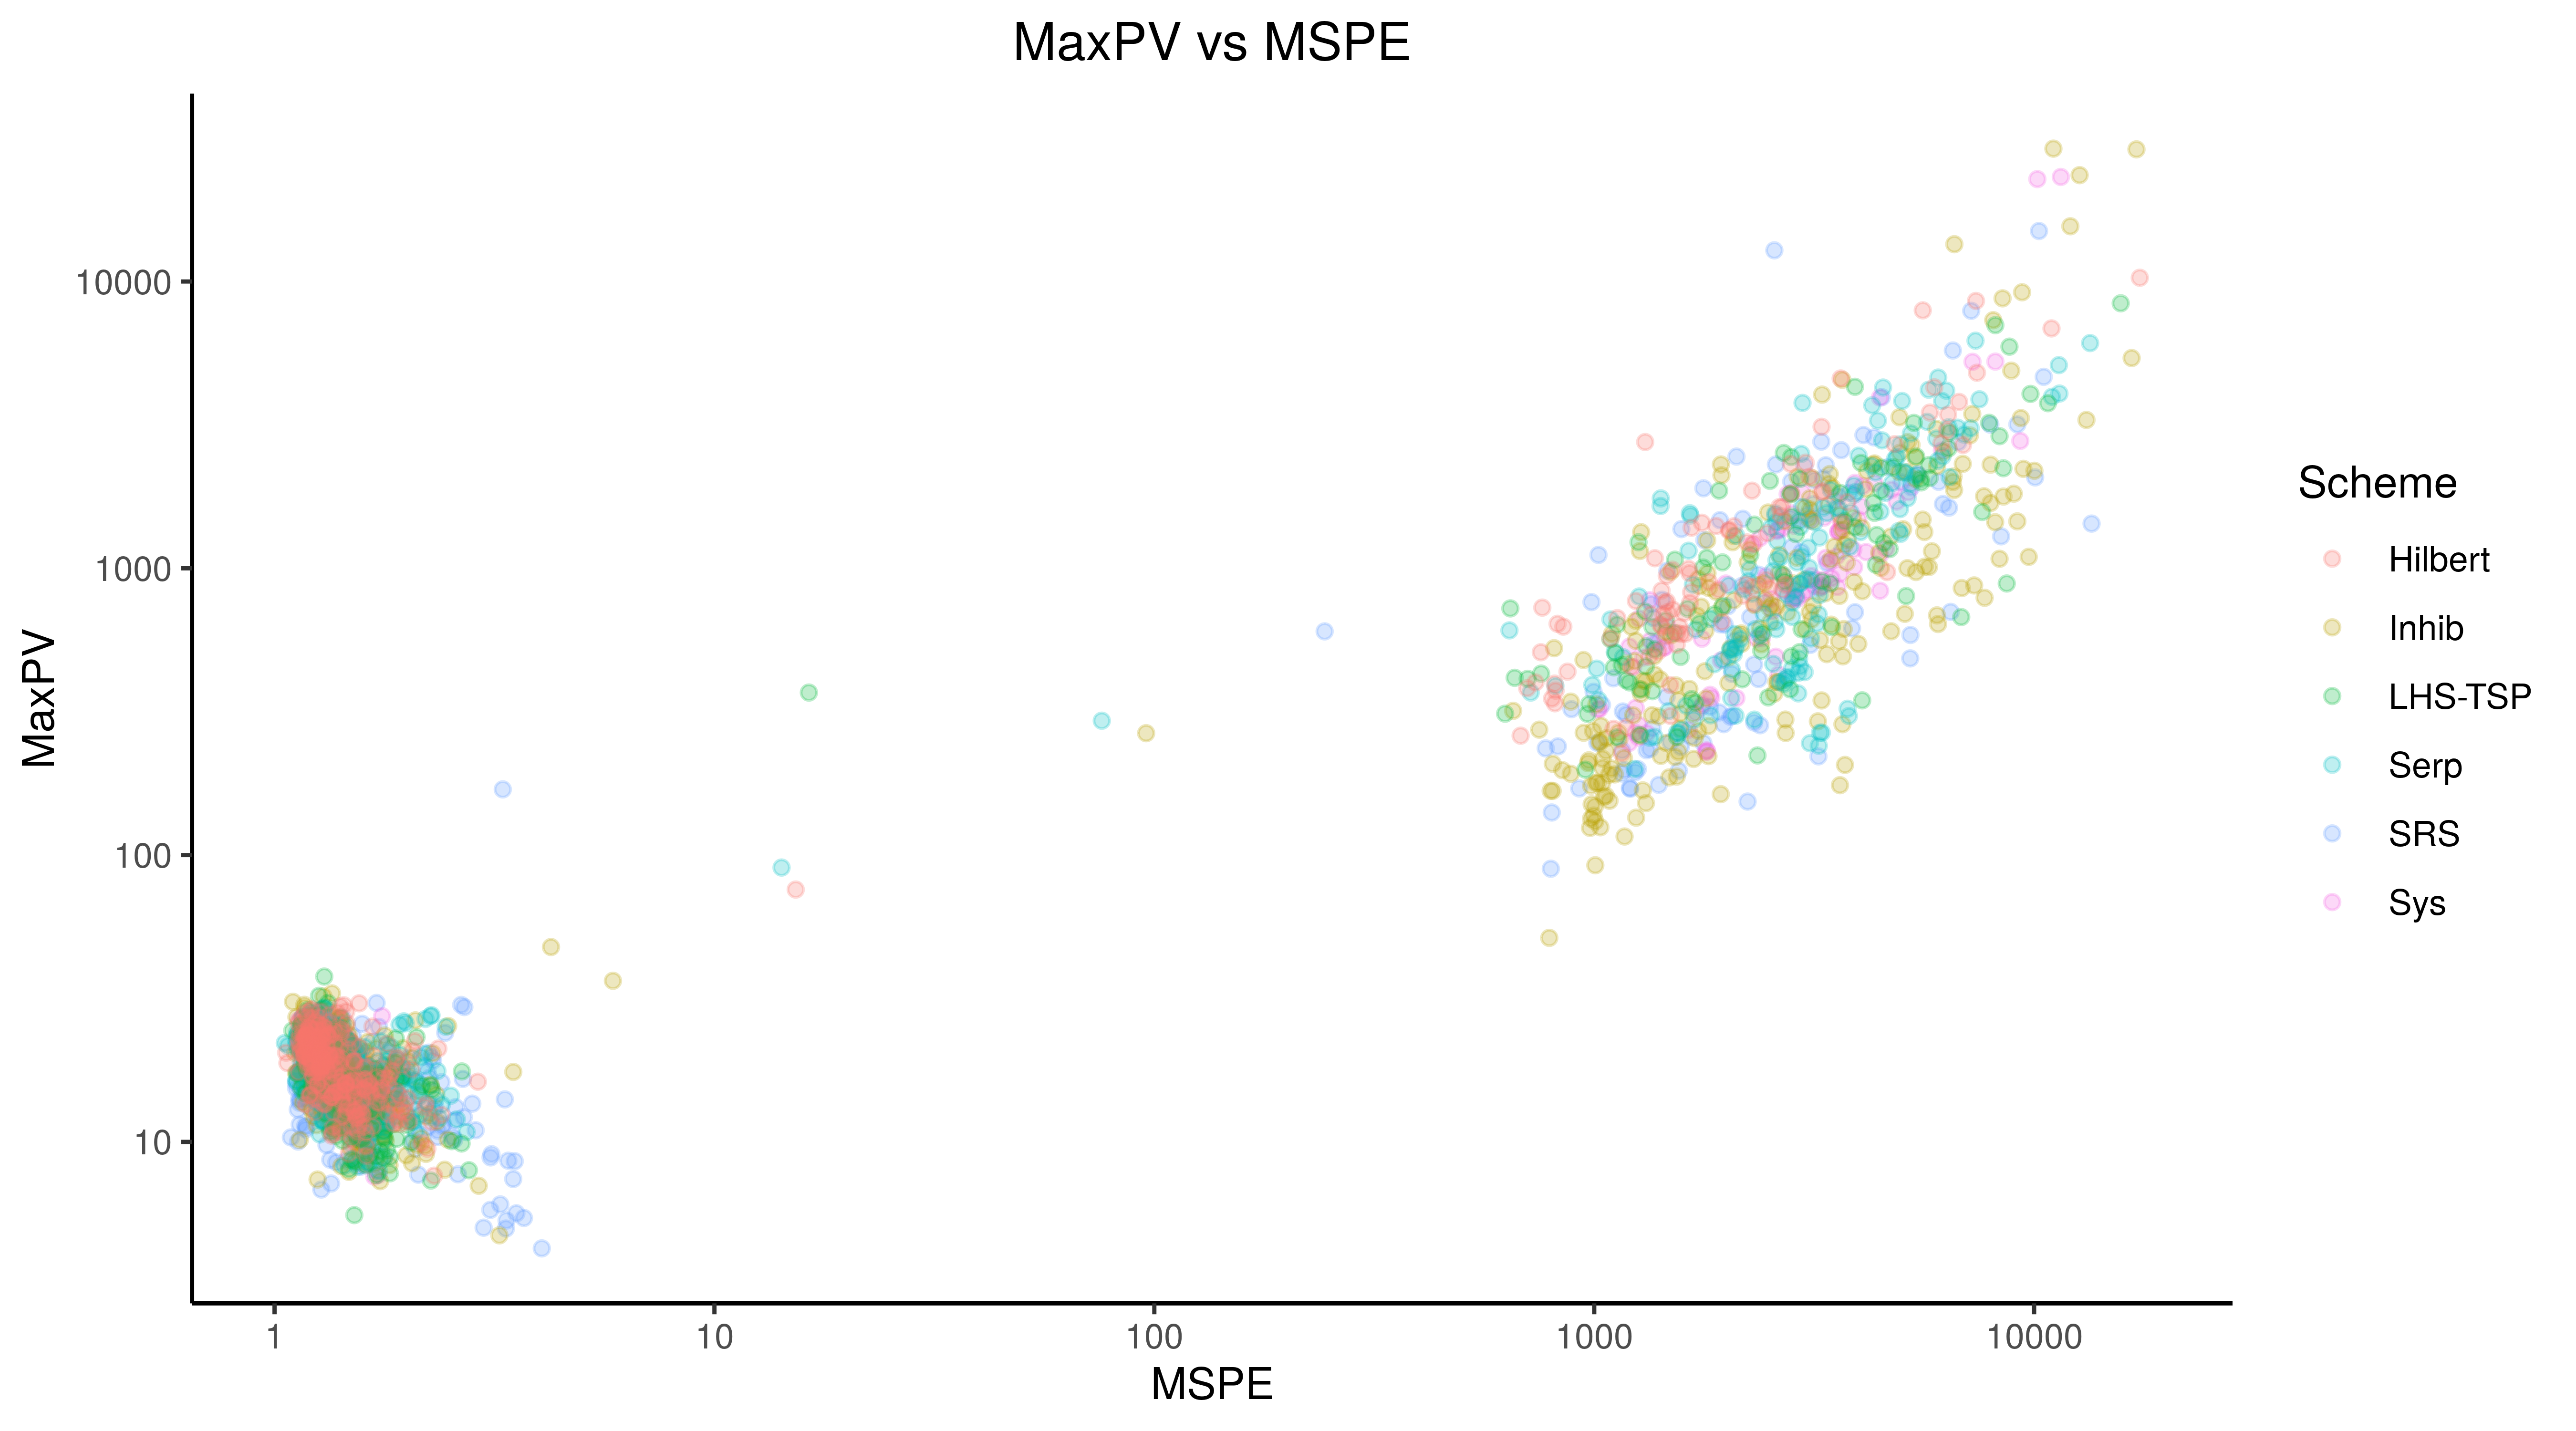 MaxPV vs MSPE
MaxPV
10000
1000
100
10
1
10
100
1000
10000
MSPE
Scheme
Hilbert
Inhib
LHS-TSP
Serp
SRS
Sys